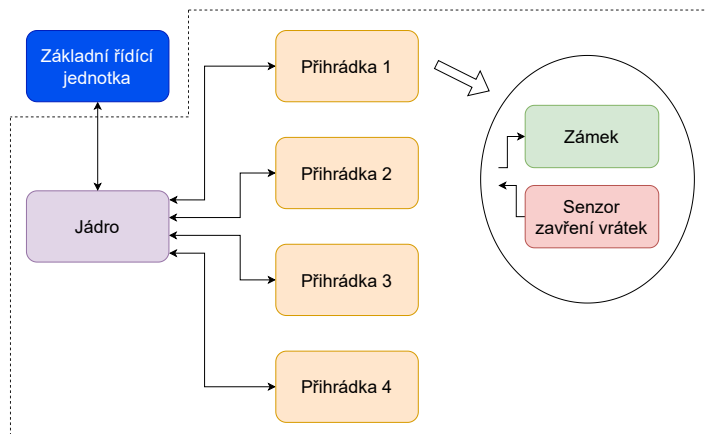 Základní řídící
jednotka
Jádro
Přihrádka 1
Přihrádka 2
Přihrádka 3
Přihrádka 4
Zámek
Senzor
zavření vrátek